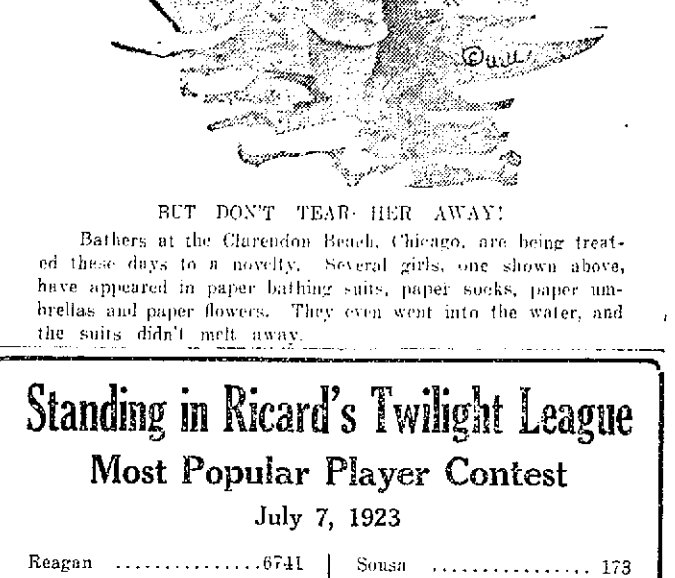 BUT DON'T TEAR HER AWAY!
Bathers at the Clarendon Beach, Chicago, are being treat-
ed these days to a novelty. Several girls, one shown above,
have appeared in paper bathing suits, paper socks, paper um-
brellas and paper flowers. They even went into the water, and
the suits didn't melt away.
Standing in Ricard's Twilight League
Most Popular Player Contest
July 7, 1923
Reagan ...............6741 | Sousa ................ 173